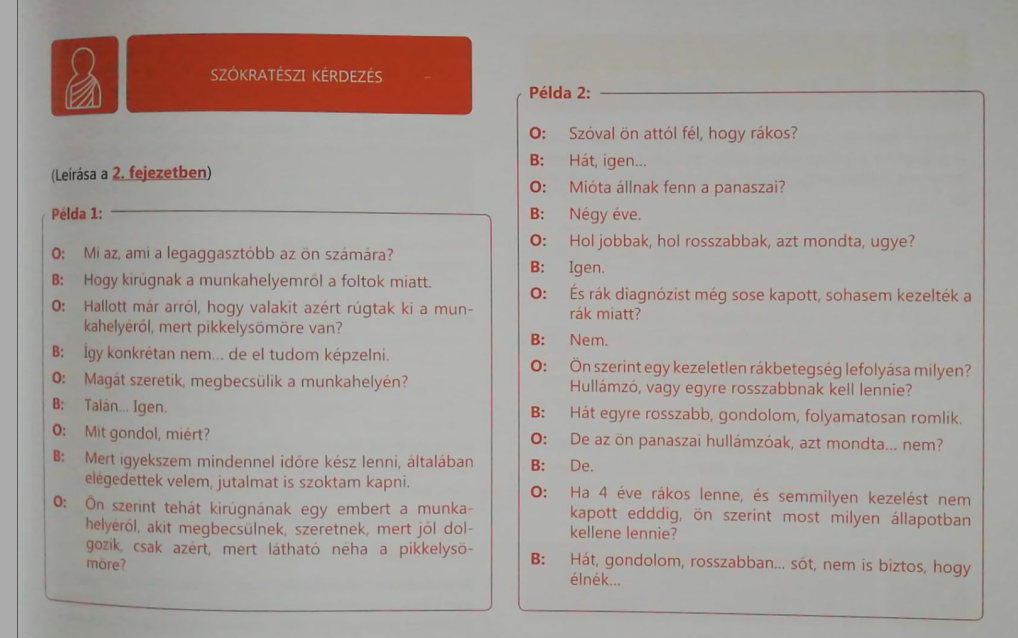 SZÓKRATÉSZI KÉRDEZÉS
(Leírása a 2. fejezetben)
Példa 1:
O: Mi az, ami a legaggasztóbb az ön számára?
B: Hogy kirúgnak a munkahelyemről a foltok miatt.
O: Hallott már arról, hogy valakit azért rúgtak ki a mun-
kahelyéről, mert pikkelysömöre van?
B: Így konkrétan nem... de el tudom képzelni.
O: Magát szeretik, megbecsülik a munkahelyén?
B: Talán... Igen.
O: Mit gondol, miért?
B: Mert igyekszem mindennel időre kész lenni, általában
elégedettek velem, jutalmat is szoktam kapni.
O: Ön szerint tehát kirúgnának egy embert a munka-
helyéről, akit megbecsülnek, szeretnek, mert jól dol-
gozik, csak azért, mert látható néha a pikkelysö-
möre?
Példa 2:
O: Szóval ön attól fél, hogy rákos?
B: Hát, igen...
O: Mióta állnak fenn a panaszai?
B: Négy éve.
O: Hol jobbak, hol rosszabbak, azt mondta, ugye?
B: Igen.
O: És rák diagnózist még sose kapott, sohasem kezelték a
rák miatt?
B: Nem.
O: Ön szerint egy kezeletlen rákbetegség lefolyása milyen?
Hullámzó, vagy egyre rosszabbnak kell lennie?
B: Hát egyre rosszabb, gondolom, folyamatosan romlik.
O: De az ön panaszai hullámzóak, azt mondta... nem?
B: De.
O: Ha 4 éve rákos lenne, és semmilyen kezelést nem
kapott edddig, ön szerint most milyen állapotban
kellene lennie?
B: Hát, gondolom, rosszabban... sőt, nem is biztos, hogy
élnék...